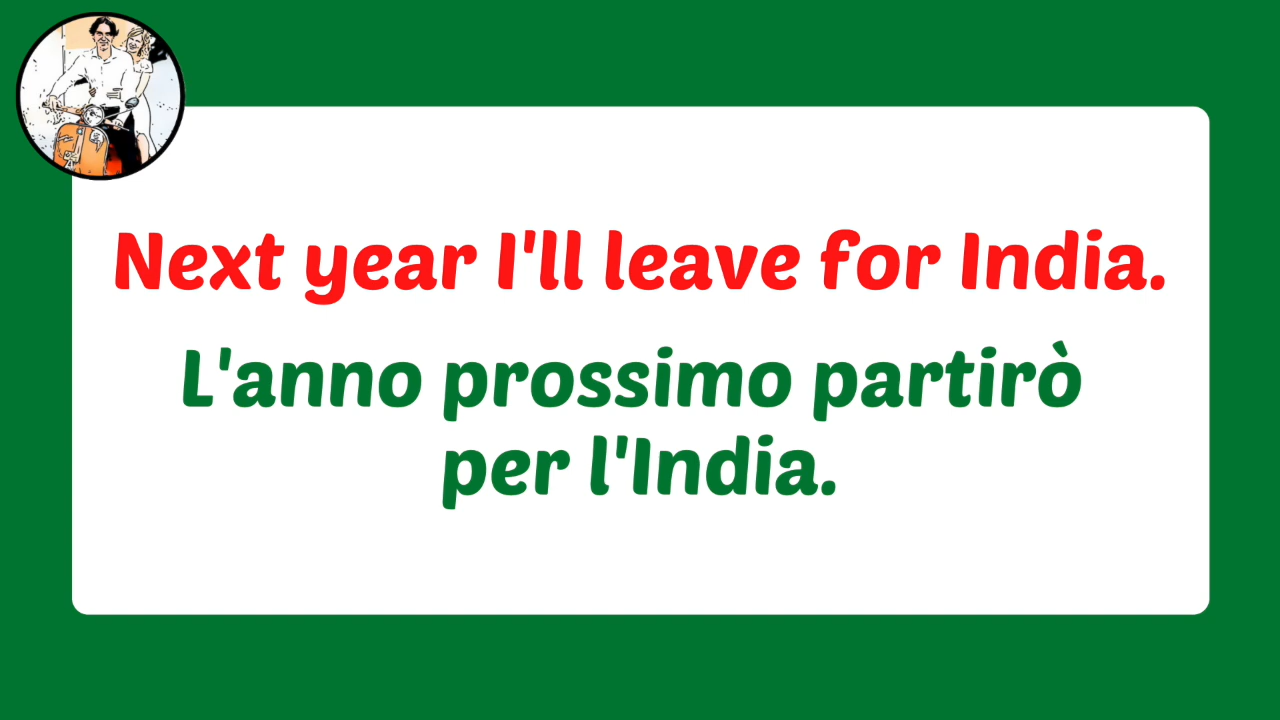 Next year I'll leave for India.
L'anno prossimo partirò
per l'India.